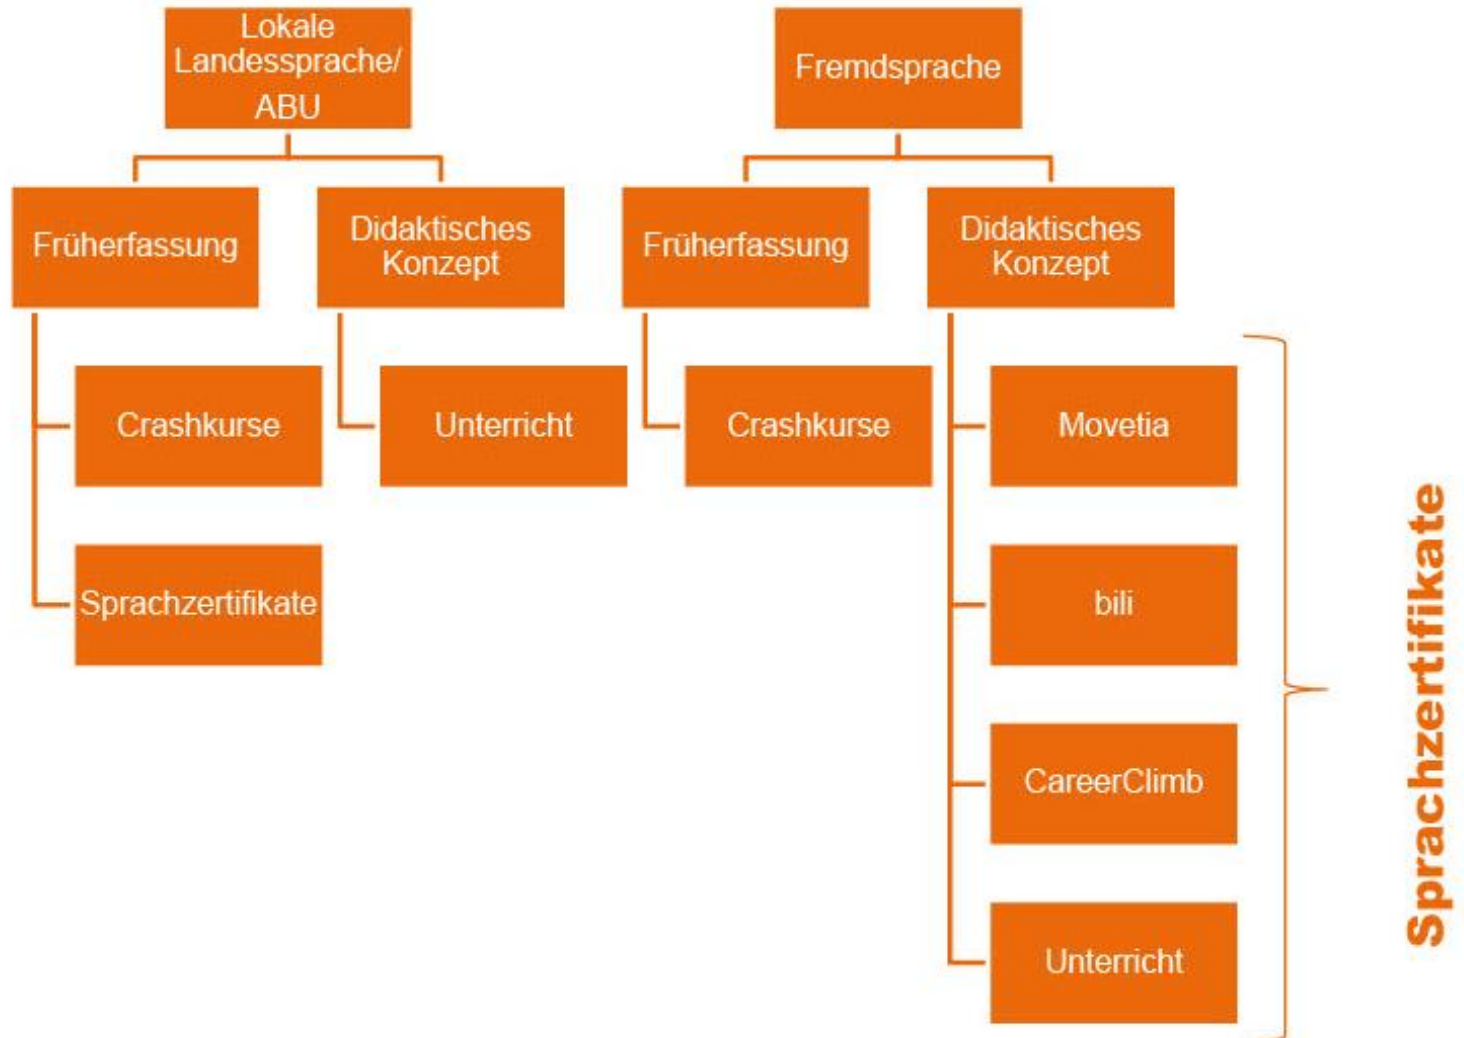 Lokale
Landessprache/
ABU
Fremdsprache
Früherfassung
Didaktisches
Konzept
Früherfassung
Didaktisches
Konzept
Crashkurse
Unterricht
Crashkurse
Movetia
Sprachzertifikate
bili
CareerClimb
Unterricht
Sprachzertifikate